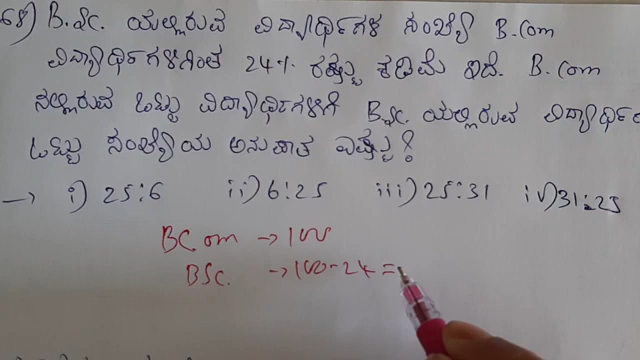 68) B.Sc. ಯಲ್ಲಿರುವ ವಿದ್ಯಾರ್ಥಿಗಳ ಸಂಖ್ಯೆ B.Com
ವಿದ್ಯಾರ್ಥಿಗಳಿಗಿಂತ 24% ರಷ್ಟು ಕಡಿಮೆ ಇದೆ. B.Com
ನಲ್ಲಿರುವ ಒಟ್ಟು ವಿದ್ಯಾರ್ಥಿಗಳಿಗೆ B.Sc. ಯಲ್ಲಿರುವ ವಿದ್ಯಾರ್ಥಿ
ಒಟ್ಟು ಸಂಖ್ಯೆಯ ಅನುಪಾತ ಎಷ್ಟು?
→ i) 25:6 ii) 6:25 iii) 25:31 iv) 31:25
BCom → 100
BSc. → 100-24 =